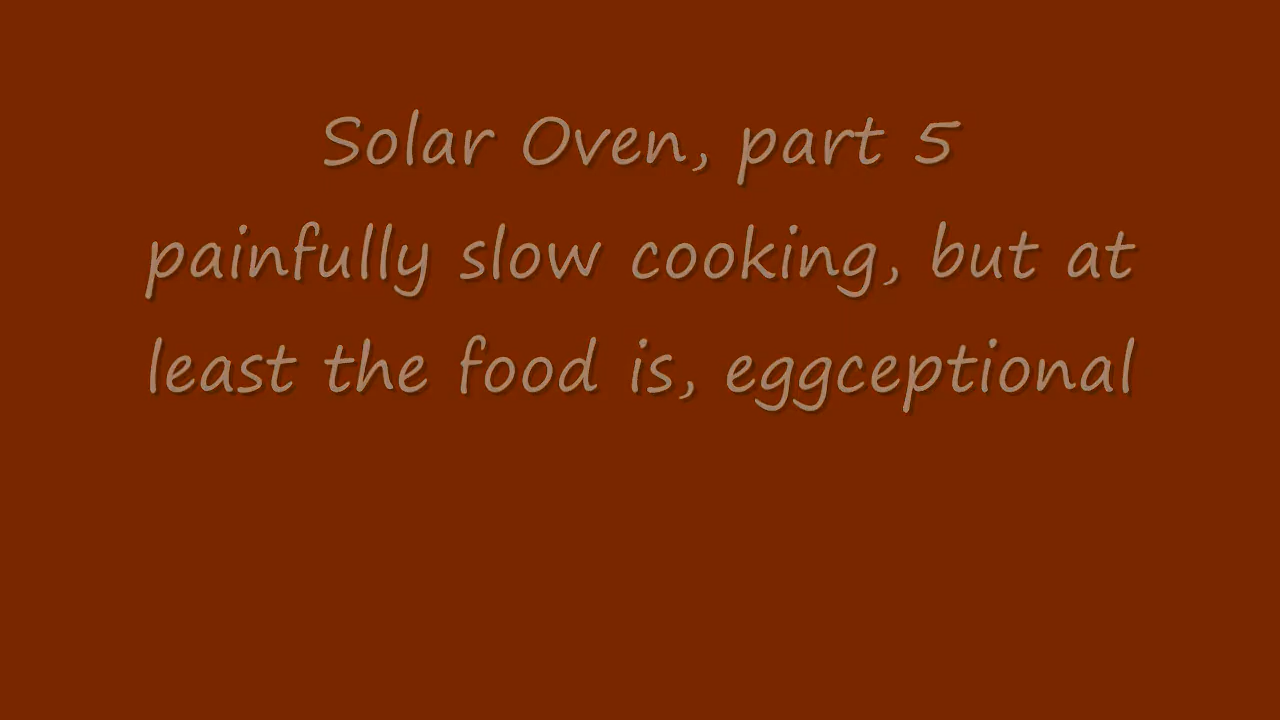 Solar Oven, part 5
painfully slow cooking, but at
least the food is, eggceptional